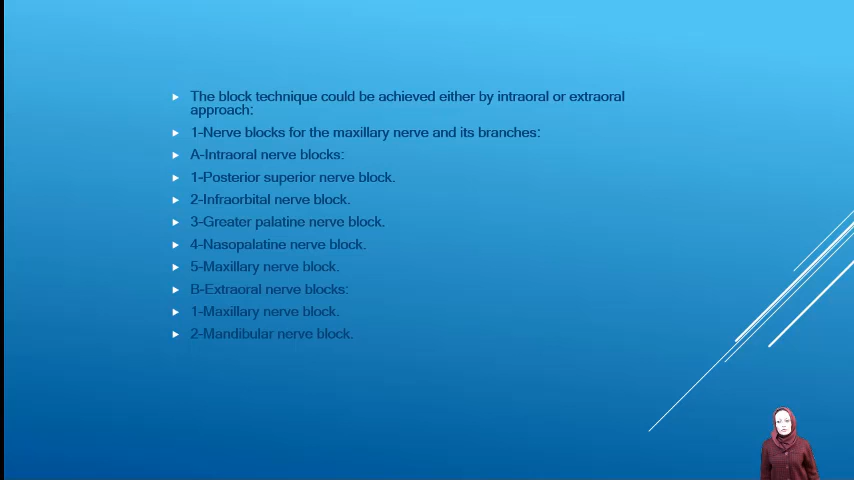 The block technique could be achieved either by intraoral or extraoral
approach:
1-Nerve blocks for the maxillary nerve and its branches:
A-Intraoral nerve blocks:
1-Posterior superior nerve block.
2-Infraorbital nerve block.
3-Greater palatine nerve block.
4-Nasopalatine nerve block.
5-Maxillary nerve block.
B-Extraoral nerve blocks:
1-Maxillary nerve block.
2-Mandibular nerve block.